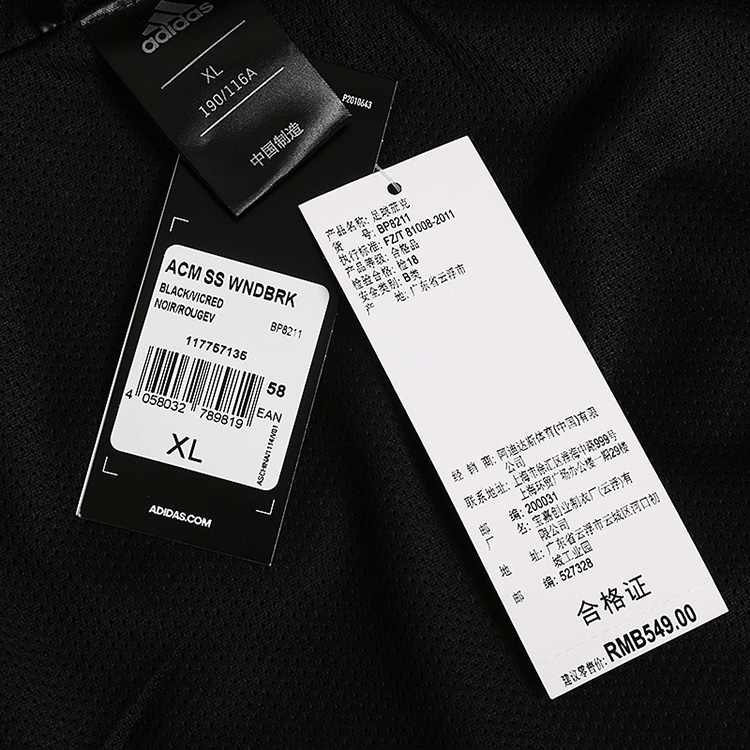 adidas
XL
190/116A
中国制造
P2010643
ACM SS WNDBRK
BLACK/VICRED
NOIR/ROUGEV
BP8211
117757135
58
4 058032 789819 EAN
XL
ASCHINA1114/V01
ADIDAS.COM
产品名称: 足球茄克
货 号: BP8211
执行标准: FZ/T 81008-2011
产品等级: 合格品
检验合格: 检18
安全类别: B类
产 地: 广东省云浮市
经 销 商: 阿迪达斯体育(中国)有限
公司
联系地址: 上海市徐汇区淮海中路999号
上海环贸广场办公楼一期29楼
邮 编: 200031
厂 名: 宝嘉创业制衣厂(云浮)有
限公司
地 址: 广东省云浮市云城区河口初
城工业园
邮 编: 527328
合格证
建议零售价: RMB549.00